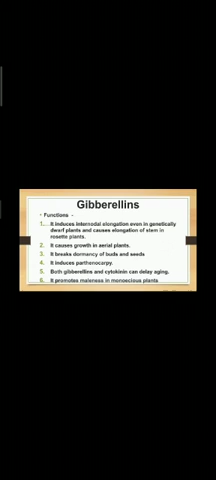 Gibberellins
• Functions -
1. It induces internodal elongation even in genetically
dwarf plants and causes elongation of stem in
rosette plants.
2. It causes growth in aerial plants.
3 It breaks dormancy of buds and seeds
4. It induces parthenocarpy.
5. Both gibberellins and cytokinin can delay aging.
6. It promotes maleness in monoecious plants